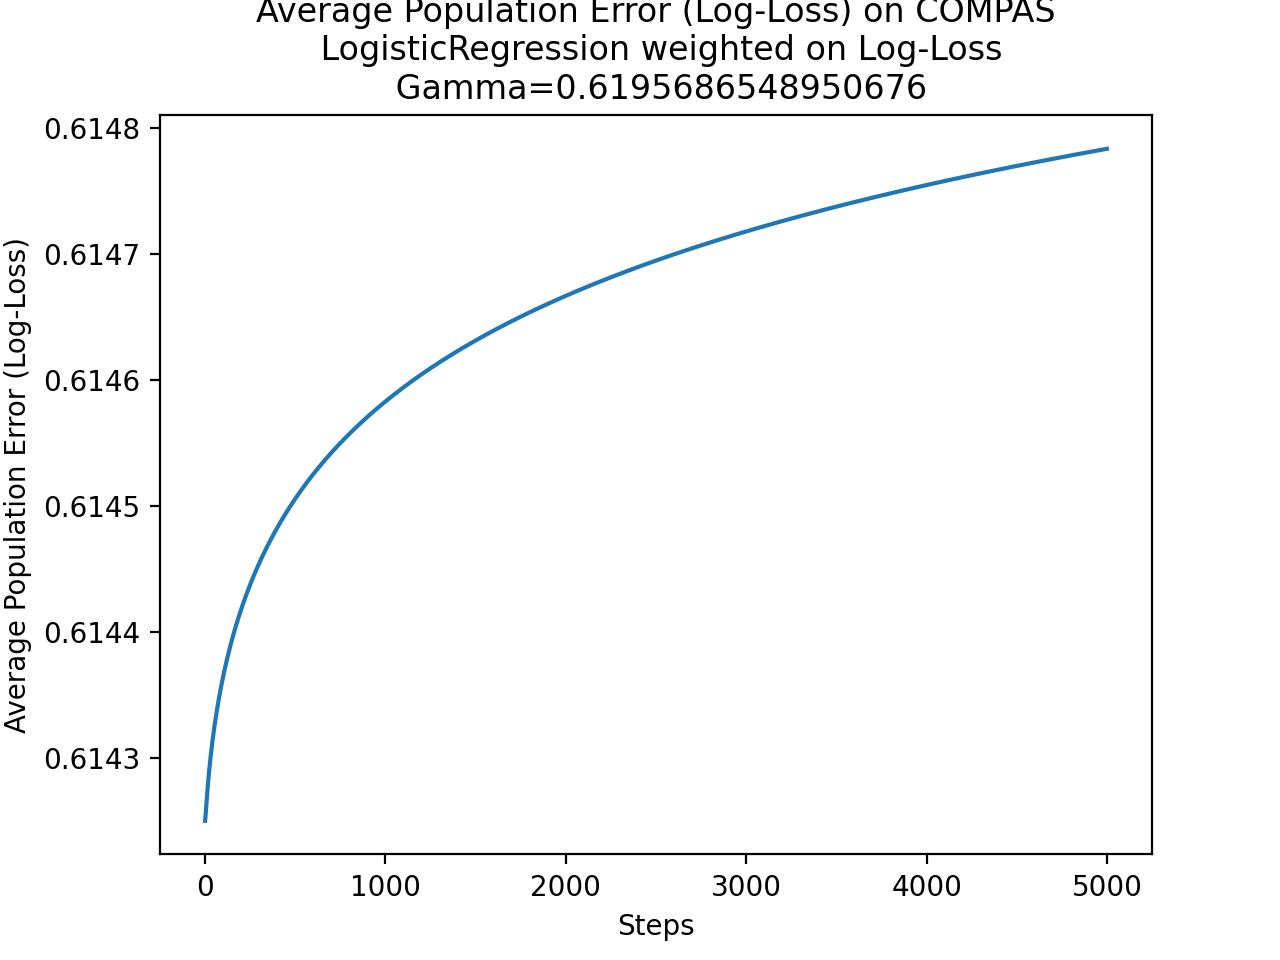 Average Population Error (Log-Loss) on COMPAS
LogisticRegression weighted on Log-Loss
Gamma=0.6195686548950676
Average Population Error (Log-Loss)
0.6148
0.6147
0.6146
0.6145
0.6144
0.6143
0 1000 2000 3000 4000 5000
Steps